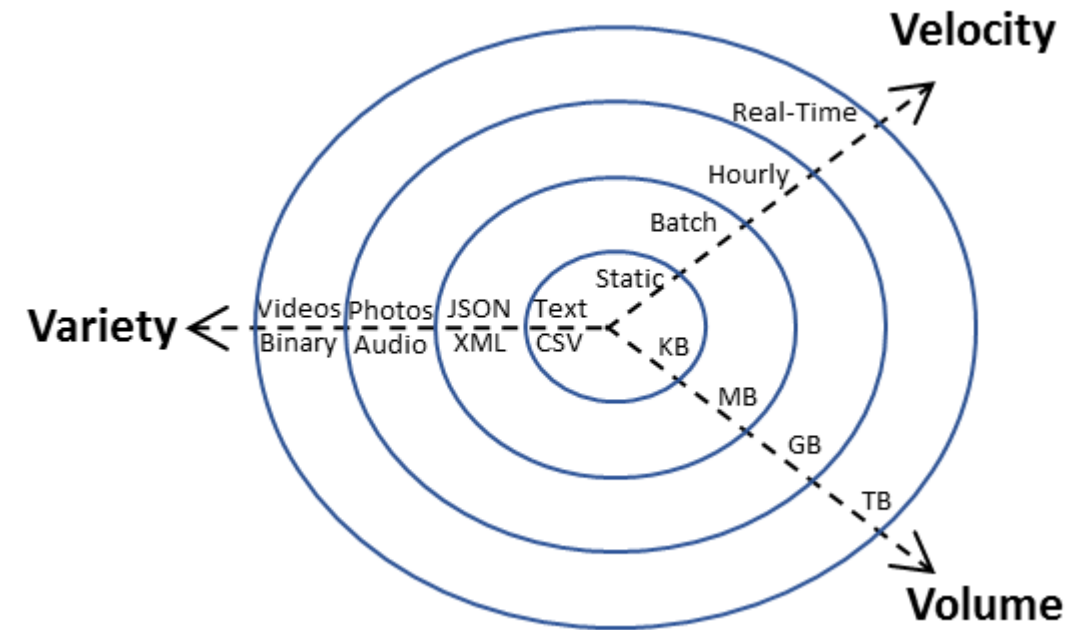 Velocity
Real-Time
Hourly
Batch
Static
Variety
Videos Photos JSON Text
Binary Audio XML CSV
KB
MB
GB
TB
Volume